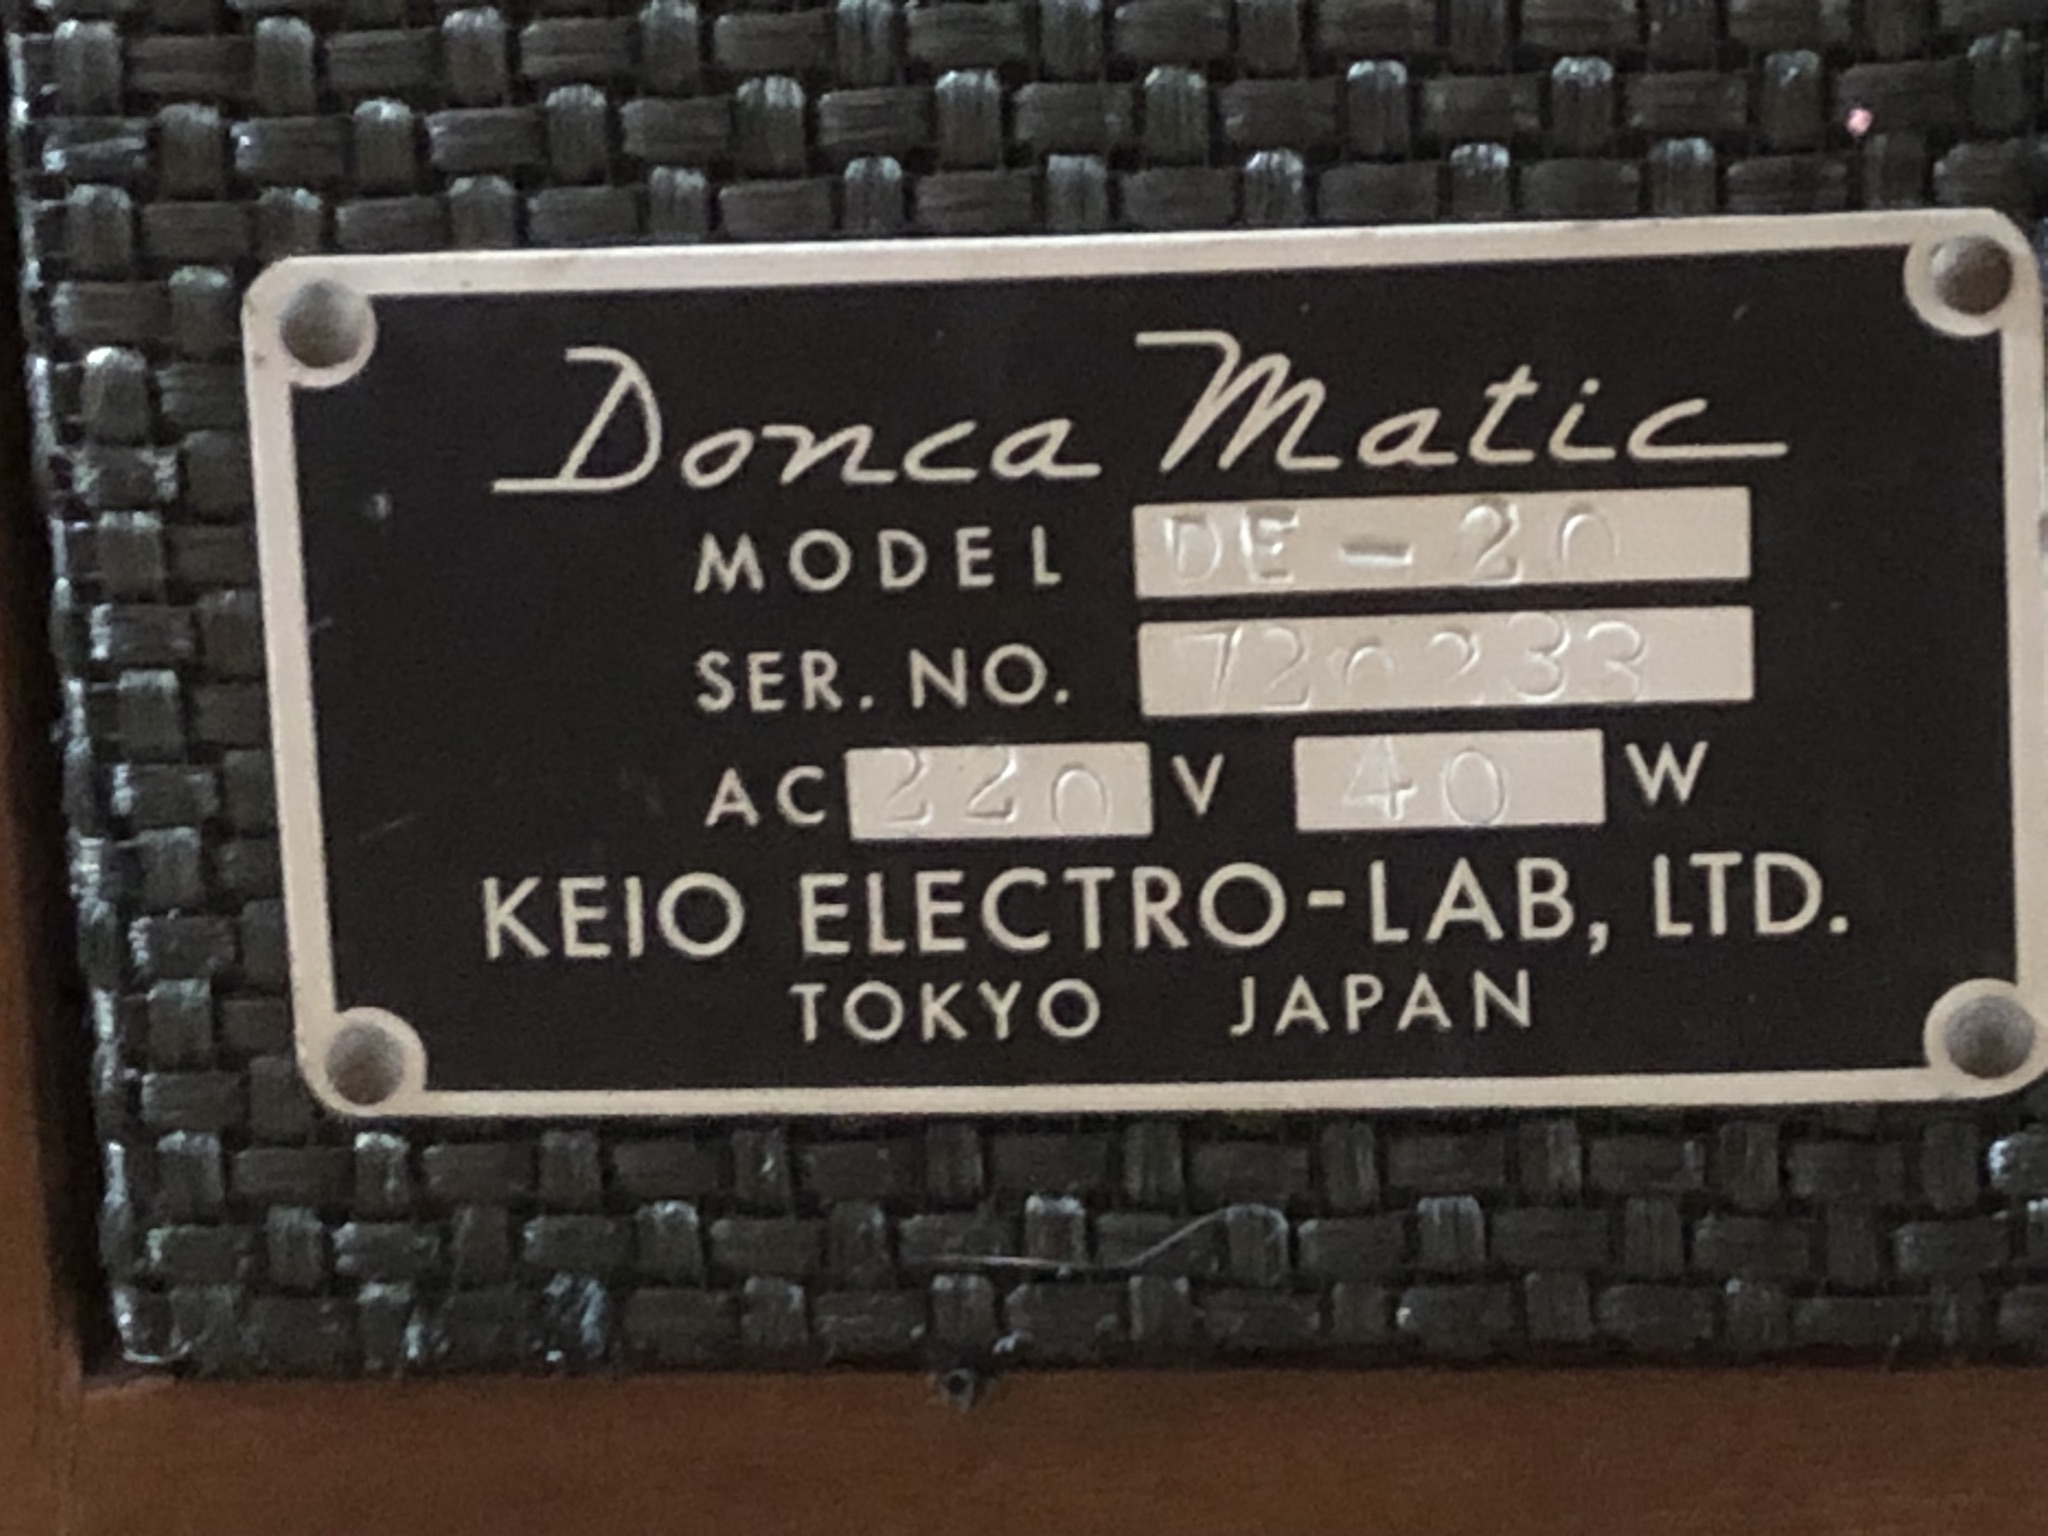 Donca Matic
MODEL DE-20
SER. NO. 720233
AC 220 V 40 W
KEIO ELECTRO-LAB, LTD.
TOKYO JAPAN